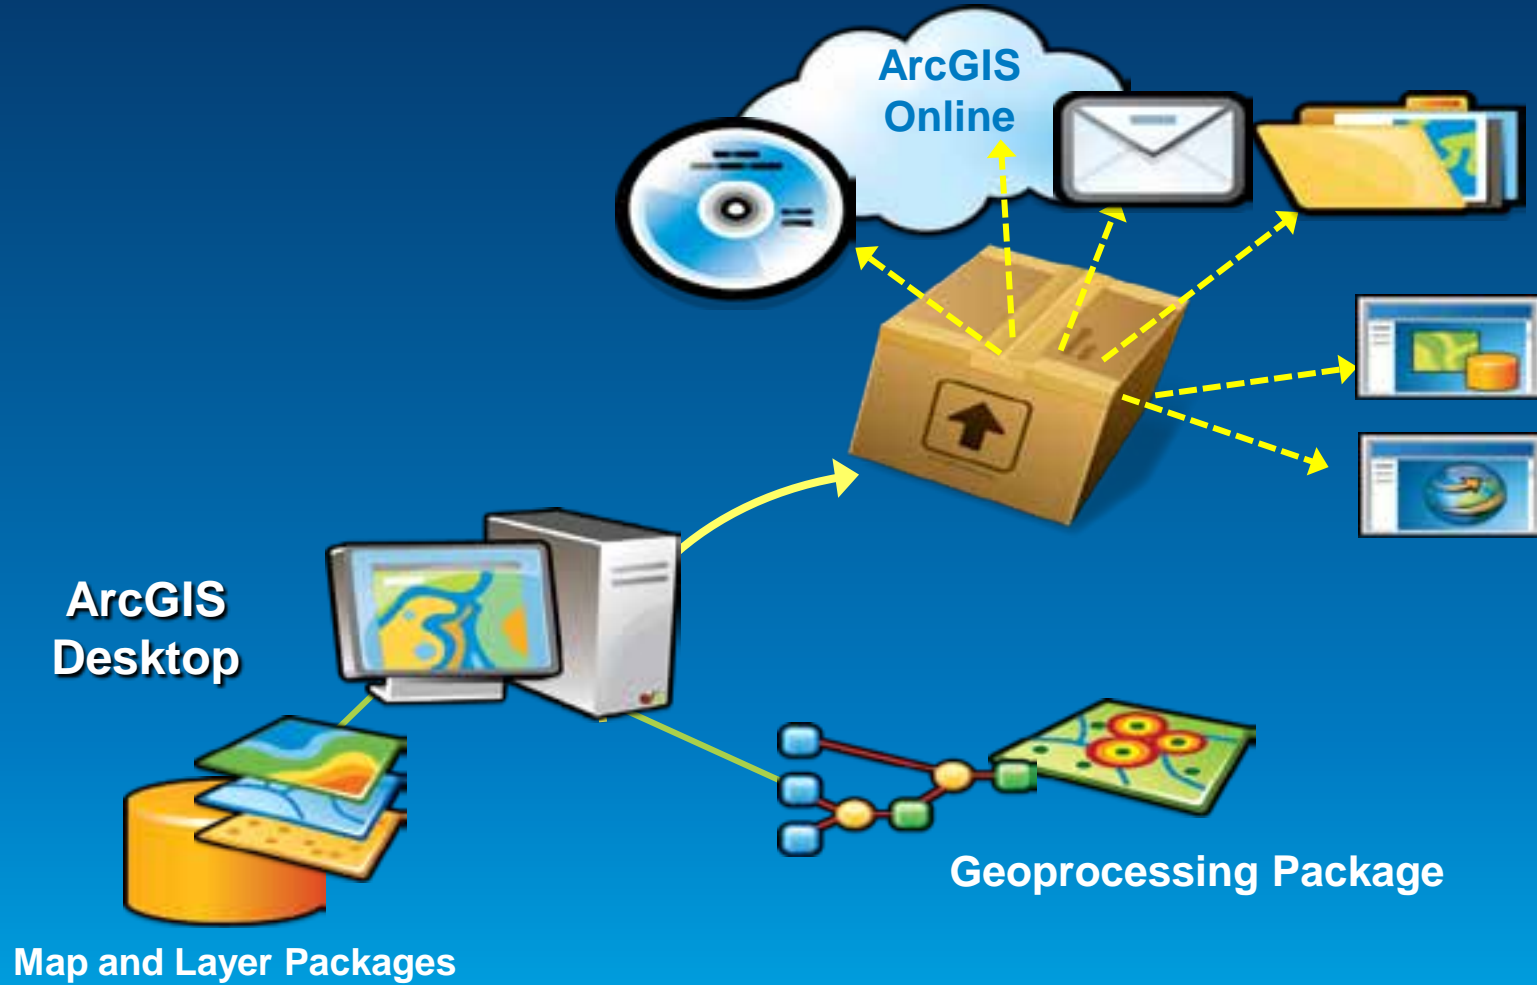 ArcGIS
Online
ArcGIS
Desktop
Geoprocessing Package
Map and Layer Packages